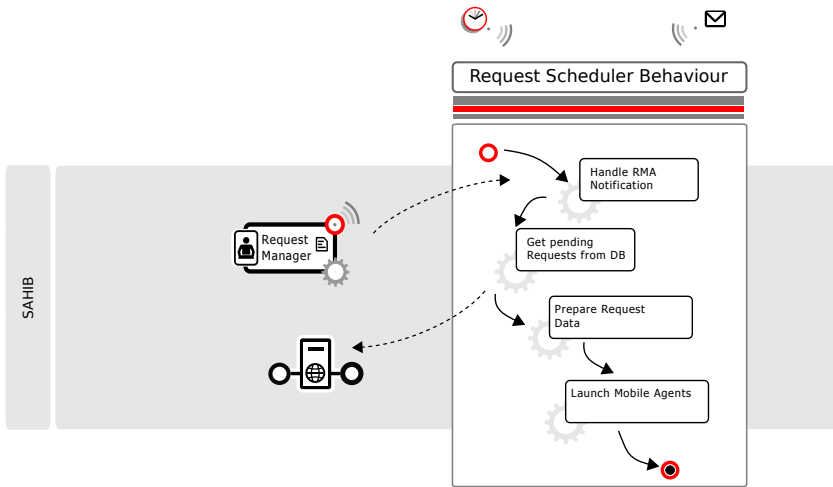 Request Scheduler Behaviour
Handle RMA
Notification
Request
Manager
Get pending
Requests from DB
SAHIB
Prepare Request
Data
Launch Mobile Agents